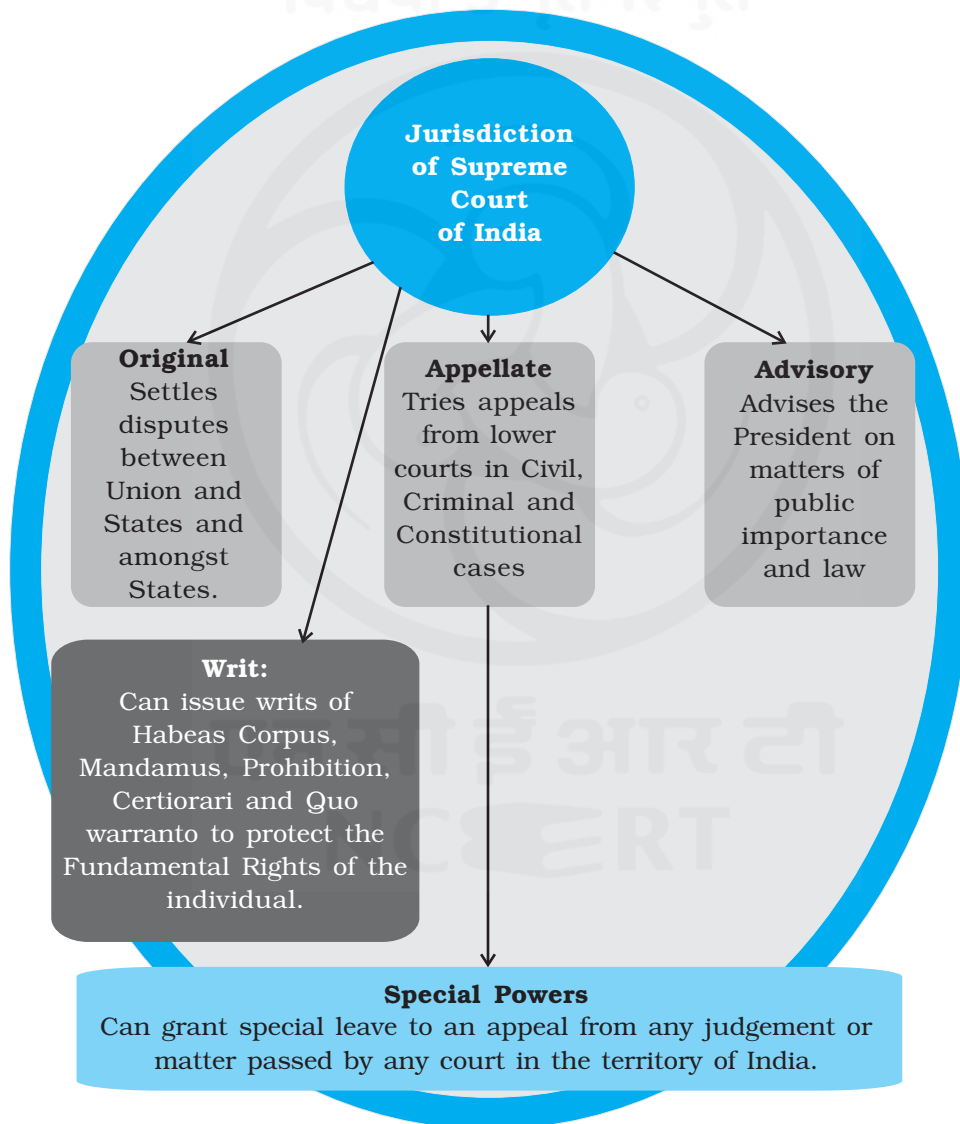 Jurisdiction
of Supreme
Court
of India
Original
Settles
disputes
between
Union and
States and
amongst
States.
Appellate
Tries appeals
from lower
courts in Civil,
Criminal and
Constitutional
cases
Advisory
Advises the
President on
matters of
public
importance
and law
Writ:
Can issue writs of
Habeas Corpus,
Mandamus, Prohibition,
Certiorari and Quo
warranto to protect the
Fundamental Rights of the
individual.
एन सी ई आर टी
NCERT
Special Powers
Can grant special leave to an appeal from any judgement or
matter passed by any court in the territory of India.